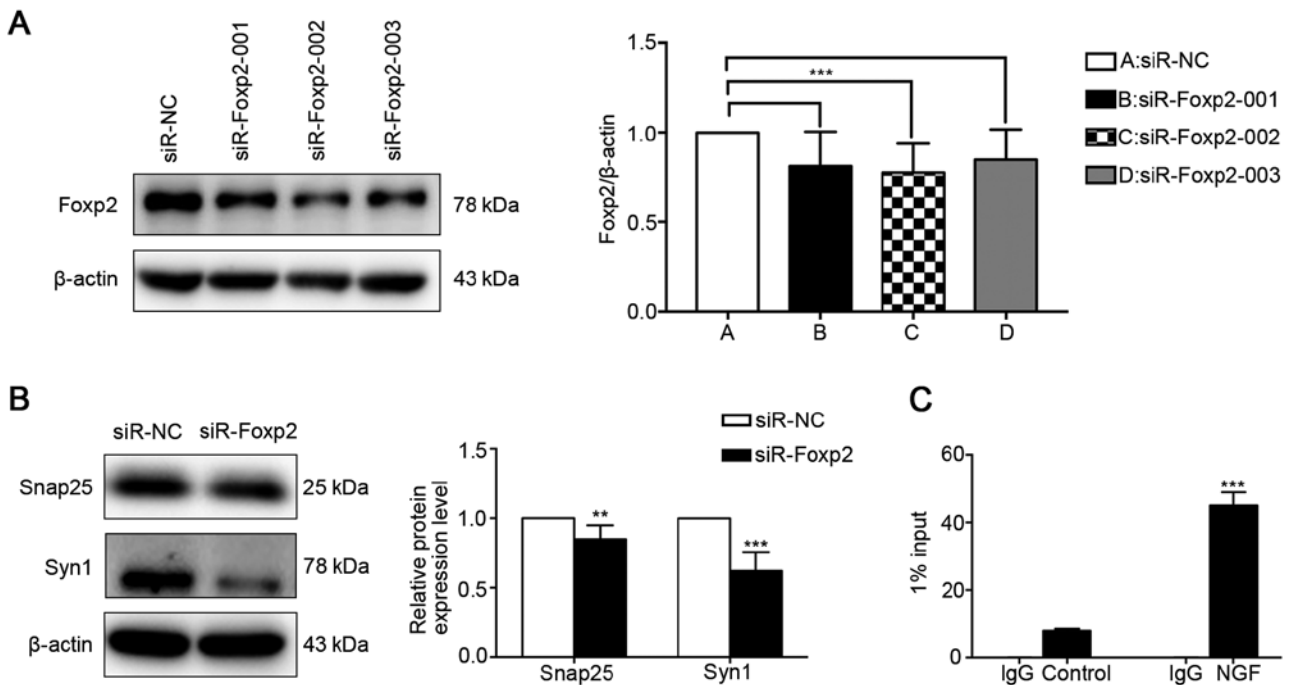 A
siR-NC
siR-Foxp2-001
siR-Foxp2-002
siR-Foxp2-003
Foxp2
78 kDa
β-actin
43 kDa
Foxp2/β-actin
1.5
1.0
0.5
0.0
***
A
B
C
D
A:siR-NC
B:siR-Foxp2-001
C:siR-Foxp2-002
D:siR-Foxp2-003
B
siR-NC siR-Foxp2
Snap25
25 kDa
Syn1
78 kDa
β-actin
43 kDa
siR-NC
siR-Foxp2
Relative protein
expression level
1.5
1.0
0.5
0.0
**
***
Snap25
Syn1
C
1% input
60
40
20
0
***
IgG Control
IgG NGF